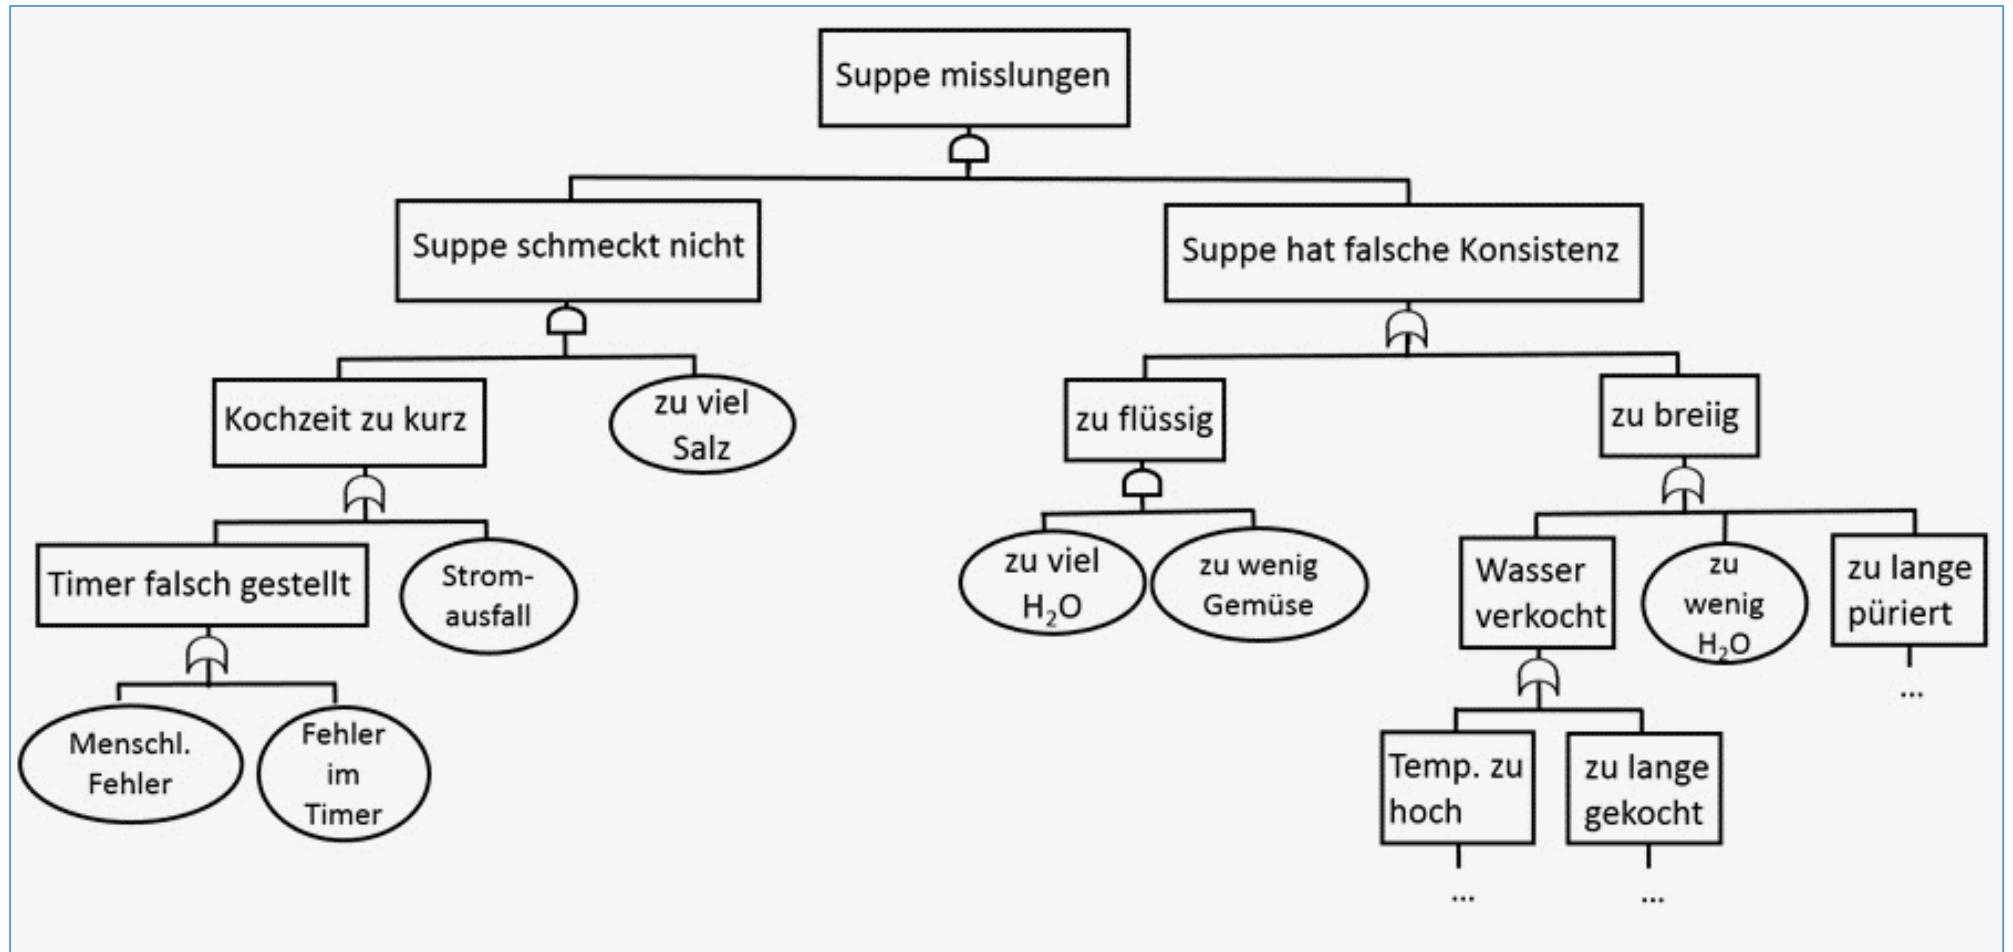 Suppe misslungen
Suppe schmeckt nicht
Suppe hat falsche Konsistenz
Kochzeit zu kurz
zu viel
Salz
zu flüssig
zu breiig
Timer falsch gestellt
Strom-
ausfall
zu viel
H₂O
zu wenig
Gemüse
Wasser
verkocht
zu
wenig
H₂O
zu lange
püriert
...
Menschl.
Fehler
Fehler
im
Timer
Temp. zu
hoch
...
zu lange
gekocht
...